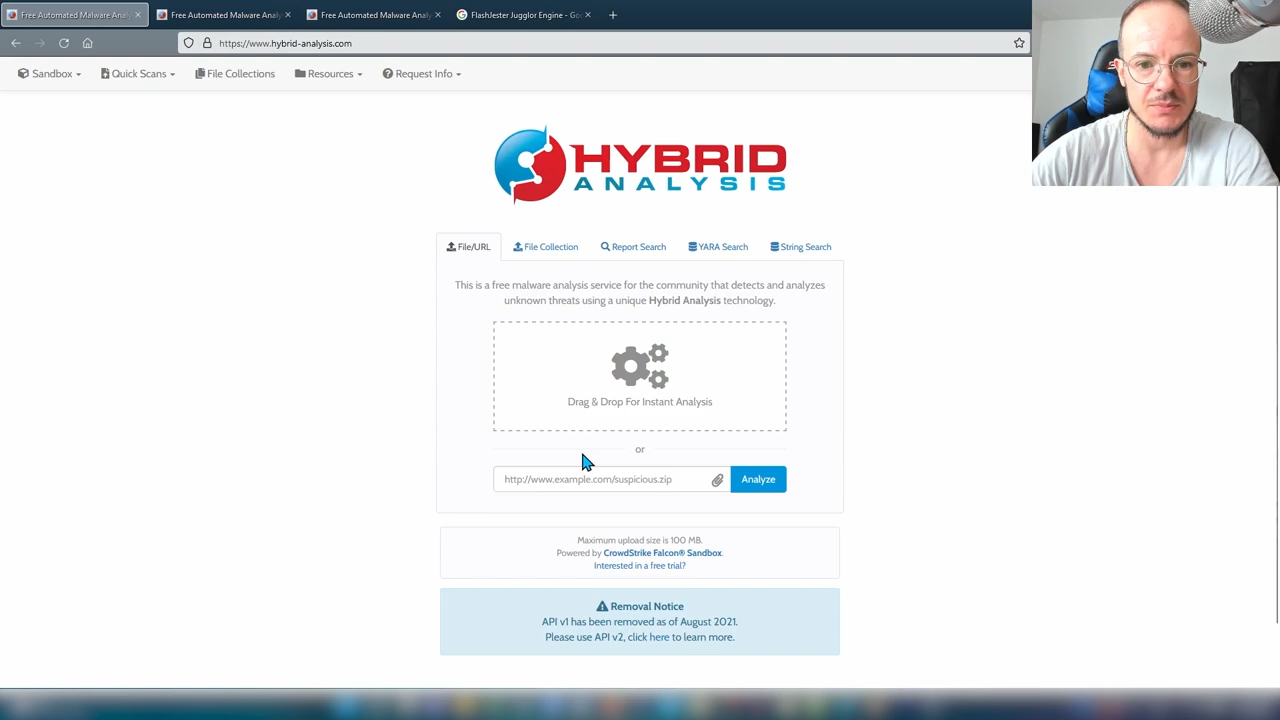 Free Automated Malware Anal
Free Automated Malware Analy
Free Automated Malware Analy
FlashJester Jugglor Engine - Goo
https://www.hybrid-analysis.com
Sandbox
Quick Scans
File Collections
Resources
Request Info
HYBRID
ANALYSIS
File/URL
File Collection
Report Search
YARA Search
String Search
This is a free malware analysis service for the community that detects and analyzes
unknown threats using a unique Hybrid Analysis technology.
Drag & Drop For Instant Analysis
or
http://www.example.com/suspicious.zip
Analyze
Maximum upload size is 100 MB.
Powered by CrowdStrike Falcon® Sandbox.
Interested in a free trial?
Removal Notice
API v1 has been removed as of August 2021.
Please use API v2, click here to learn more.